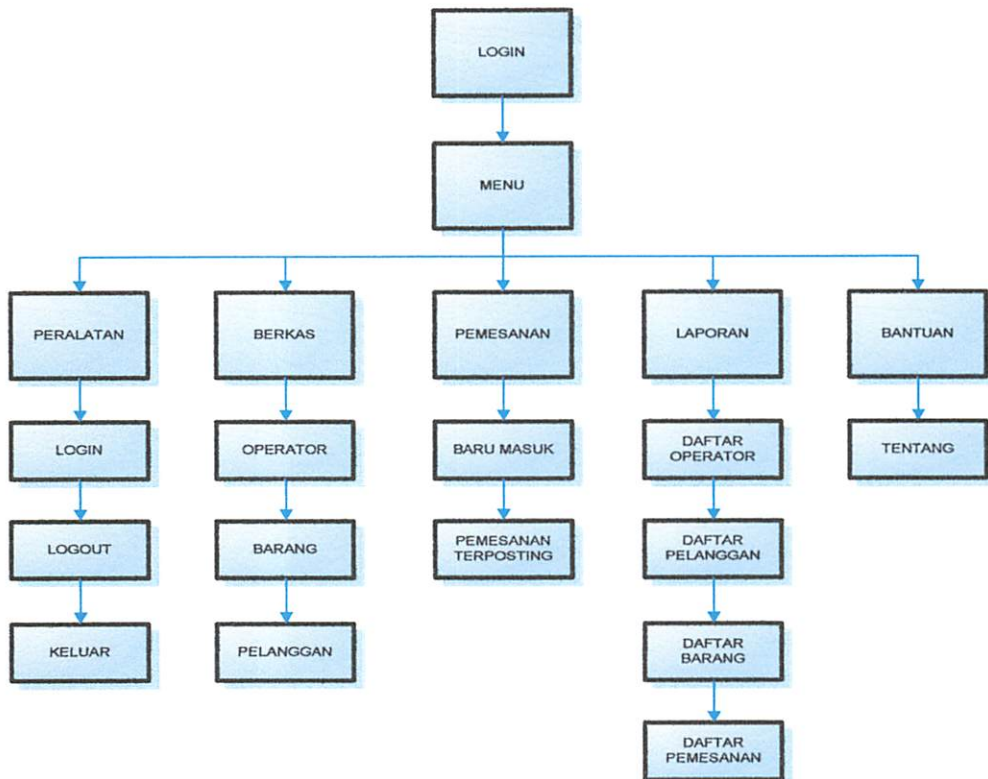 LOGIN
MENU
PERALATAN
BERKAS
PEMESANAN
LAPORAN
BANTUAN
LOGIN
OPERATOR
BARU MASUK
DAFTAR
OPERATOR
TENTANG
LOGOUT
BARANG
PEMESANAN
TERPOSTING
DAFTAR
PELANGGAN
KELUAR
PELANGGAN
DAFTAR
BARANG
DAFTAR
PEMESANAN